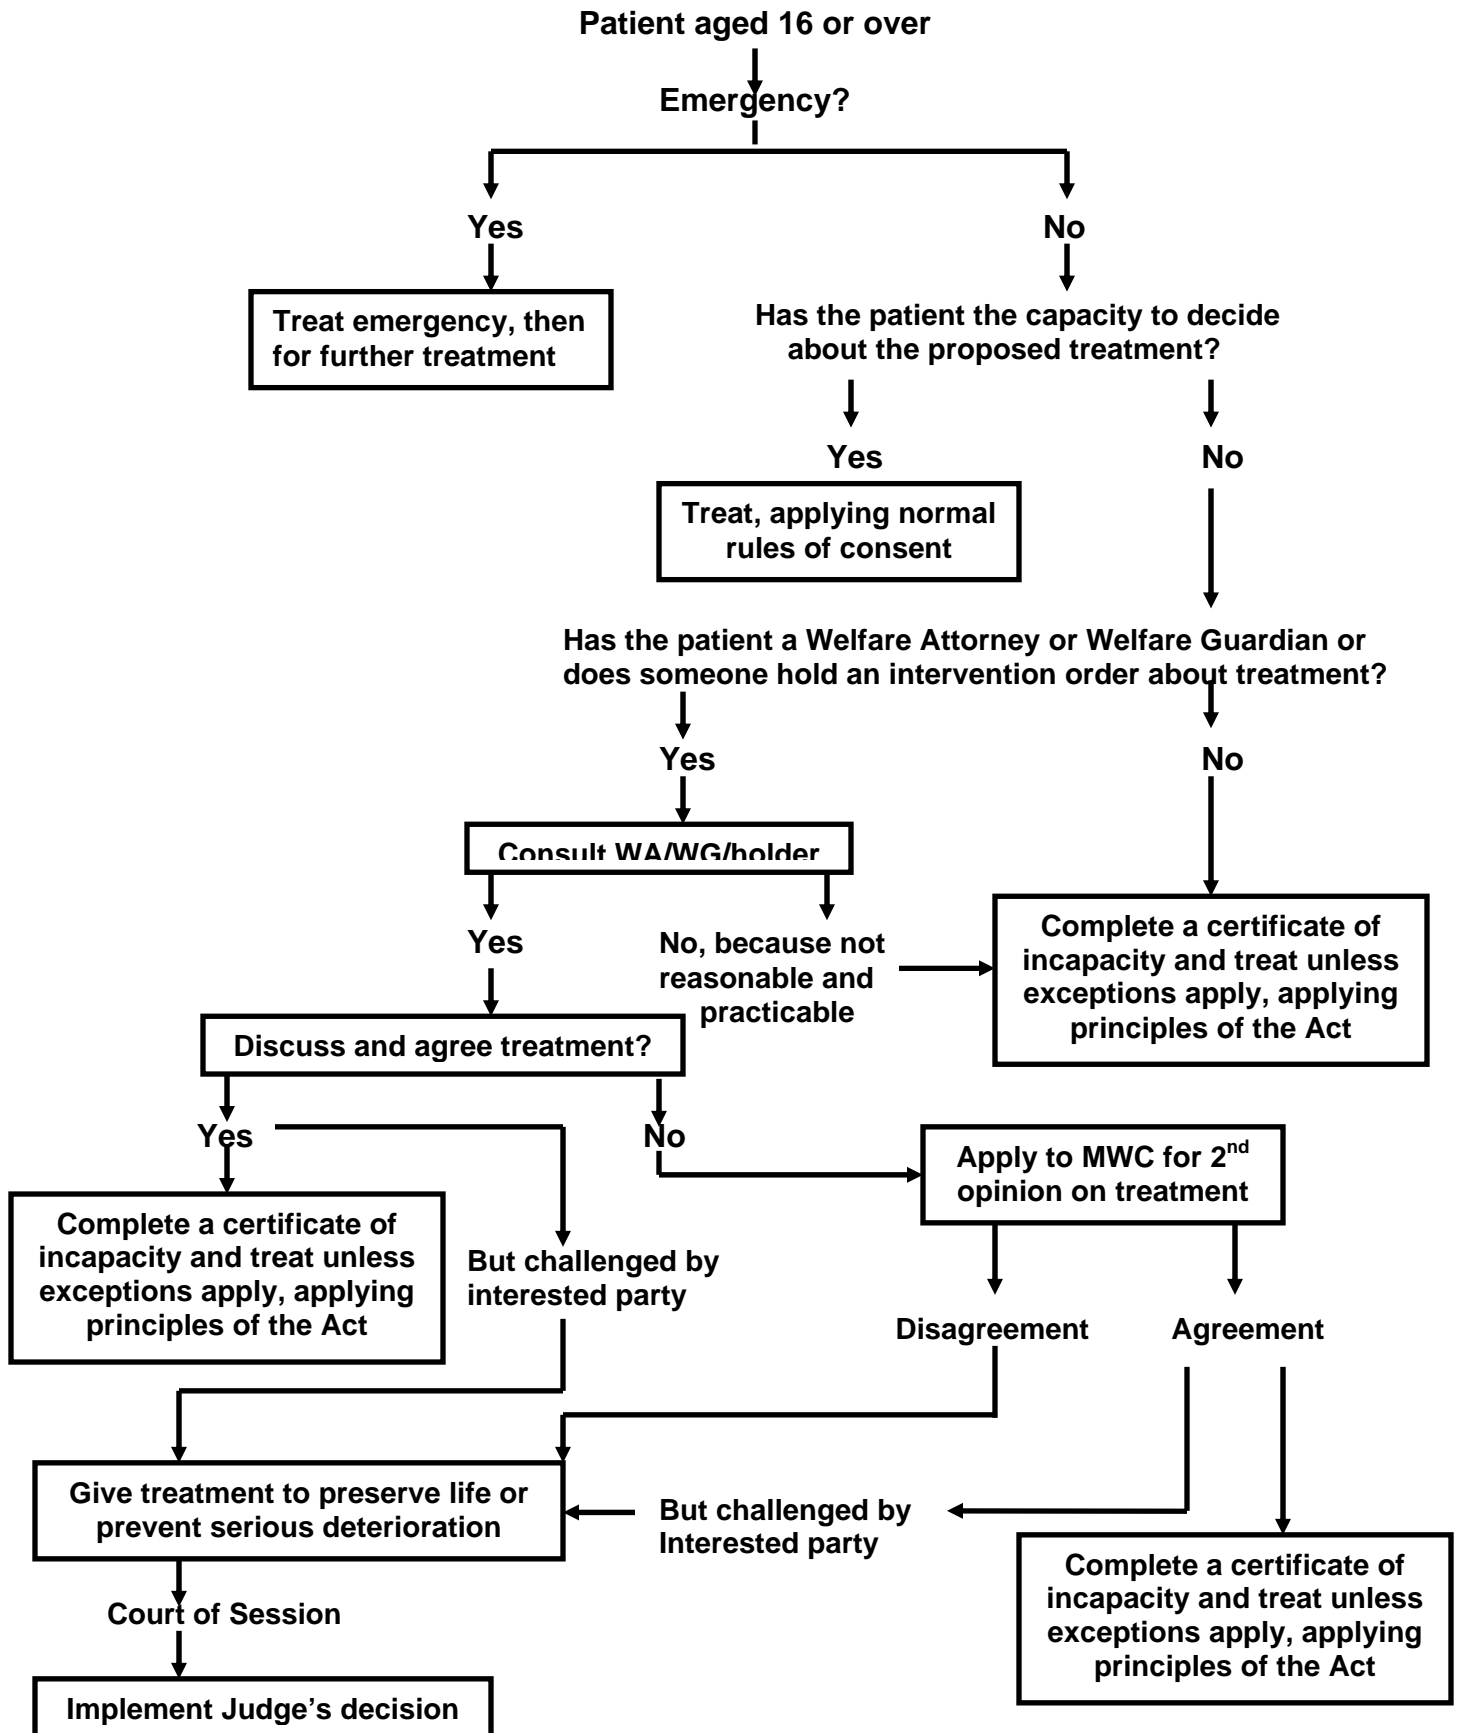 Patient aged 16 or over
Emergency?
Yes
No
Treat emergency, then
for further treatment
Has the patient the capacity to decide
about the proposed treatment?
Yes
No
Treat, applying normal
rules of consent
Has the patient a Welfare Attorney or Welfare Guardian or
does someone hold an intervention order about treatment?
Yes
No
Consult WA/WG/holder
Yes
No, because not
reasonable and
practicable
Complete a certificate of
incapacity and treat unless
exceptions apply, applying
principles of the Act
Discuss and agree treatment?
Yes
No
Apply to MWC for 2nd
opinion on treatment
Complete a certificate of
incapacity and treat unless
exceptions apply, applying
principles of the Act
But challenged by
interested party
Disagreement
Agreement
Give treatment to preserve life or
prevent serious deterioration
But challenged by
Interested party
Complete a certificate of
incapacity and treat unless
exceptions apply, applying
principles of the Act
Court of Session
Implement Judge's decision